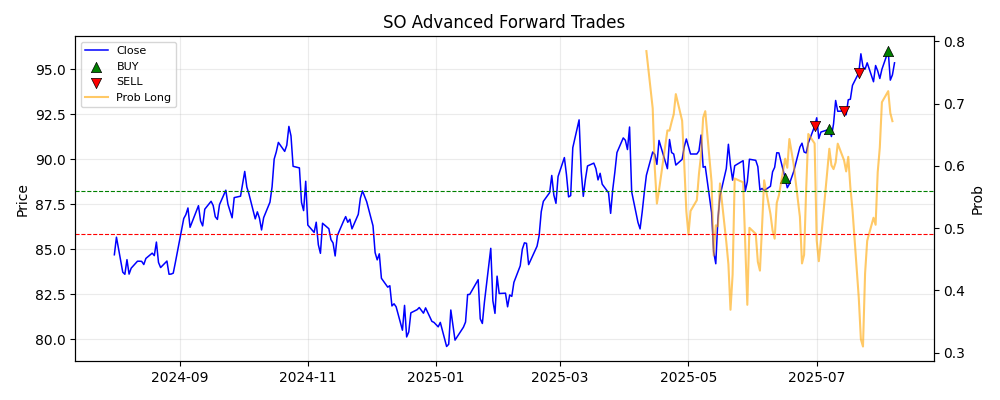 SO Advanced Forward Trades
Close
BUY
SELL
Prob Long
Price
95.0
92.5
90.0
87.5
85.0
82.5
80.0
Prob
0.8
0.7
0.6
0.5
0.4
0.3
2024-09
2024-11
2025-01
2025-03
2025-05
2025-07